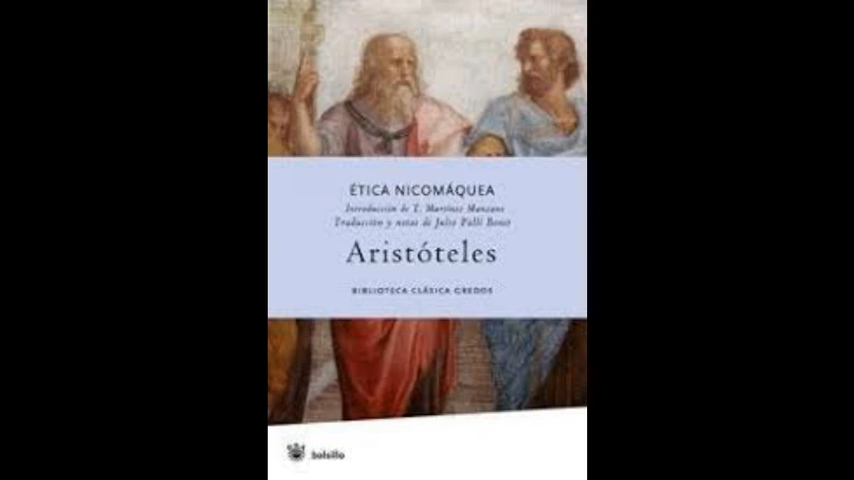 ÉTICA NICOMÁQUEA
Introducción de T. Martínez Manzano
Traducción y notas de Julio Pallí Bonet
Aristóteles
BIBLIOTECA CLÁSICA GREDOS
bolsillo